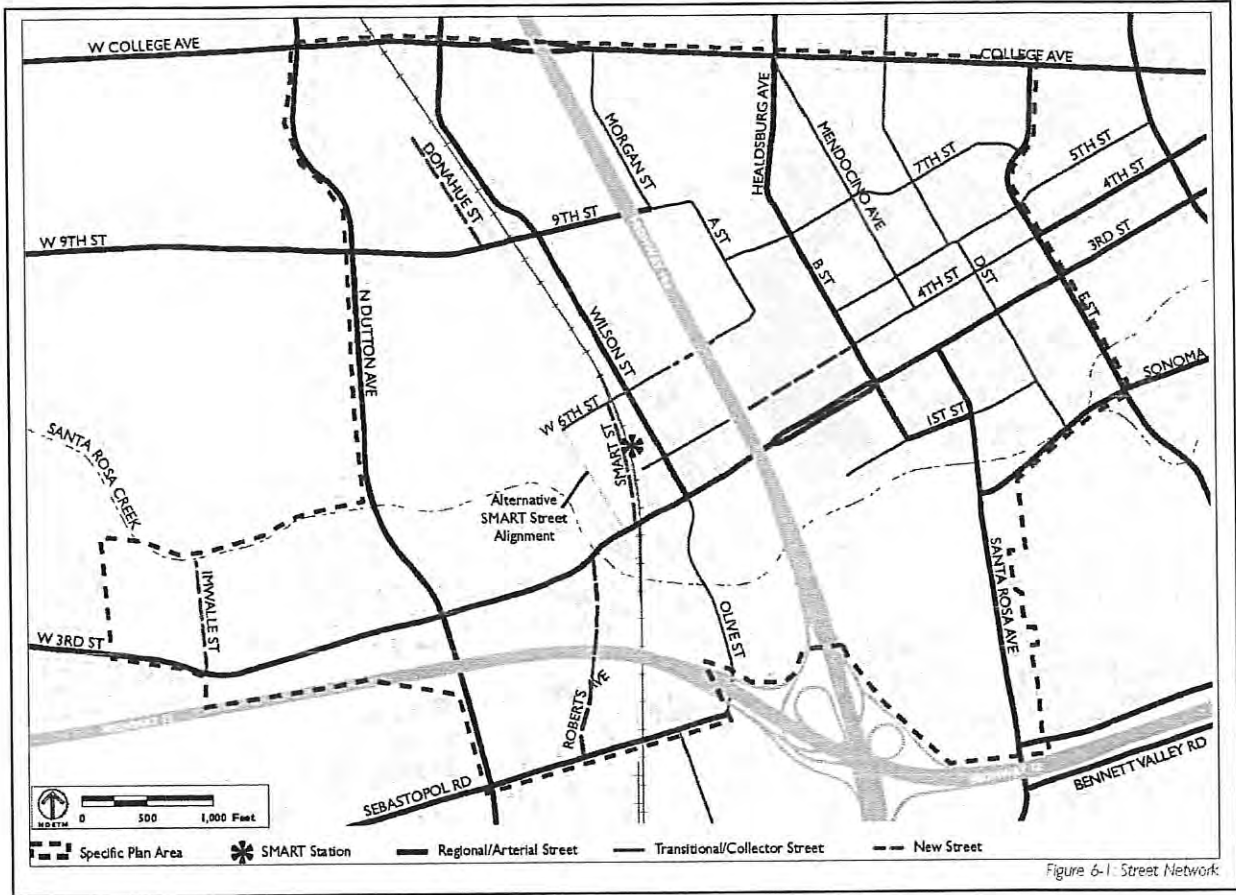 W COLLEGE AVE
COLLEGE AVE
HEALDSBURG AVE
MENDOCINO AVE
MORGAN ST
DONAHUE ST
7TH ST
5TH ST
4TH ST
3RD ST
9TH ST
W 9TH ST
A ST
B ST
D ST
4TH ST
E ST
N DUTTON AVE
WILSON ST
W 6TH ST
SMART ST
1ST ST
SONOMA
SANTA ROSA CREEK
Alternative
SMART Street
Alignment
IMWALLE ST
W 3RD ST
OLIVE ST
SANTA ROSA AVE
ROBERTS AVE
HIGHWAY 12
SEBASTOPOL RD
BENNETT VALLEY RD
NORTH
0 500 1,000 Feet
Specific Plan Area
SMART Station
Regional/Arterial Street
Transitional/Collector Street
New Street
Figure 6-1: Street Network